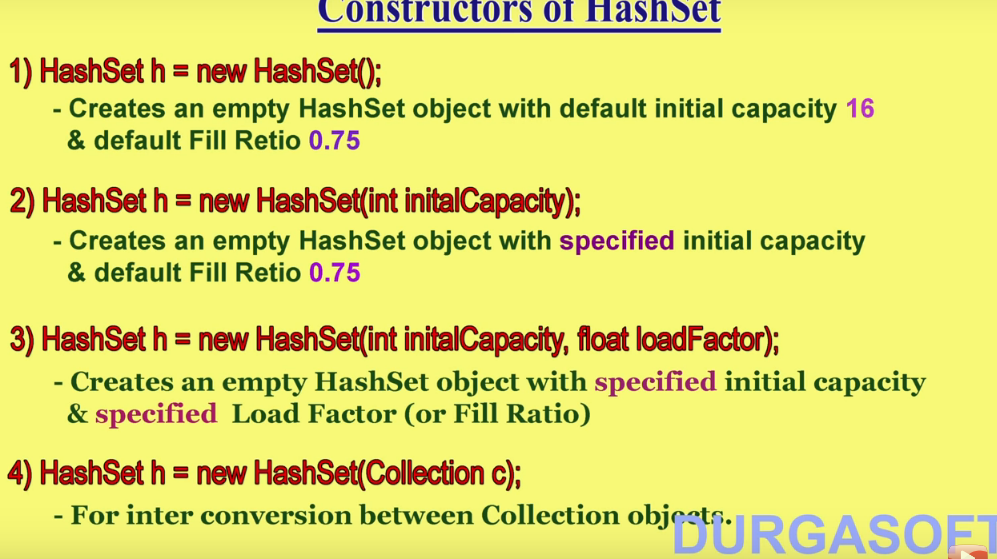 Constructors of HashSet
1) HashSet h = new HashSet();
- Creates an empty HashSet object with default initial capacity 16
& default Fill Retio 0.75
2) HashSet h = new HashSet(int initalCapacity);
- Creates an empty HashSet object with specified initial capacity
& default Fill Retio 0.75
3) HashSet h = new HashSet(int initalCapacity, float loadFactor);
- Creates an empty HashSet object with specified initial capacity
& specified Load Factor (or Fill Ratio)
4) HashSet h = new HashSet(Collection c);
- For inter conversion between Collection objects.
DURGASOFT